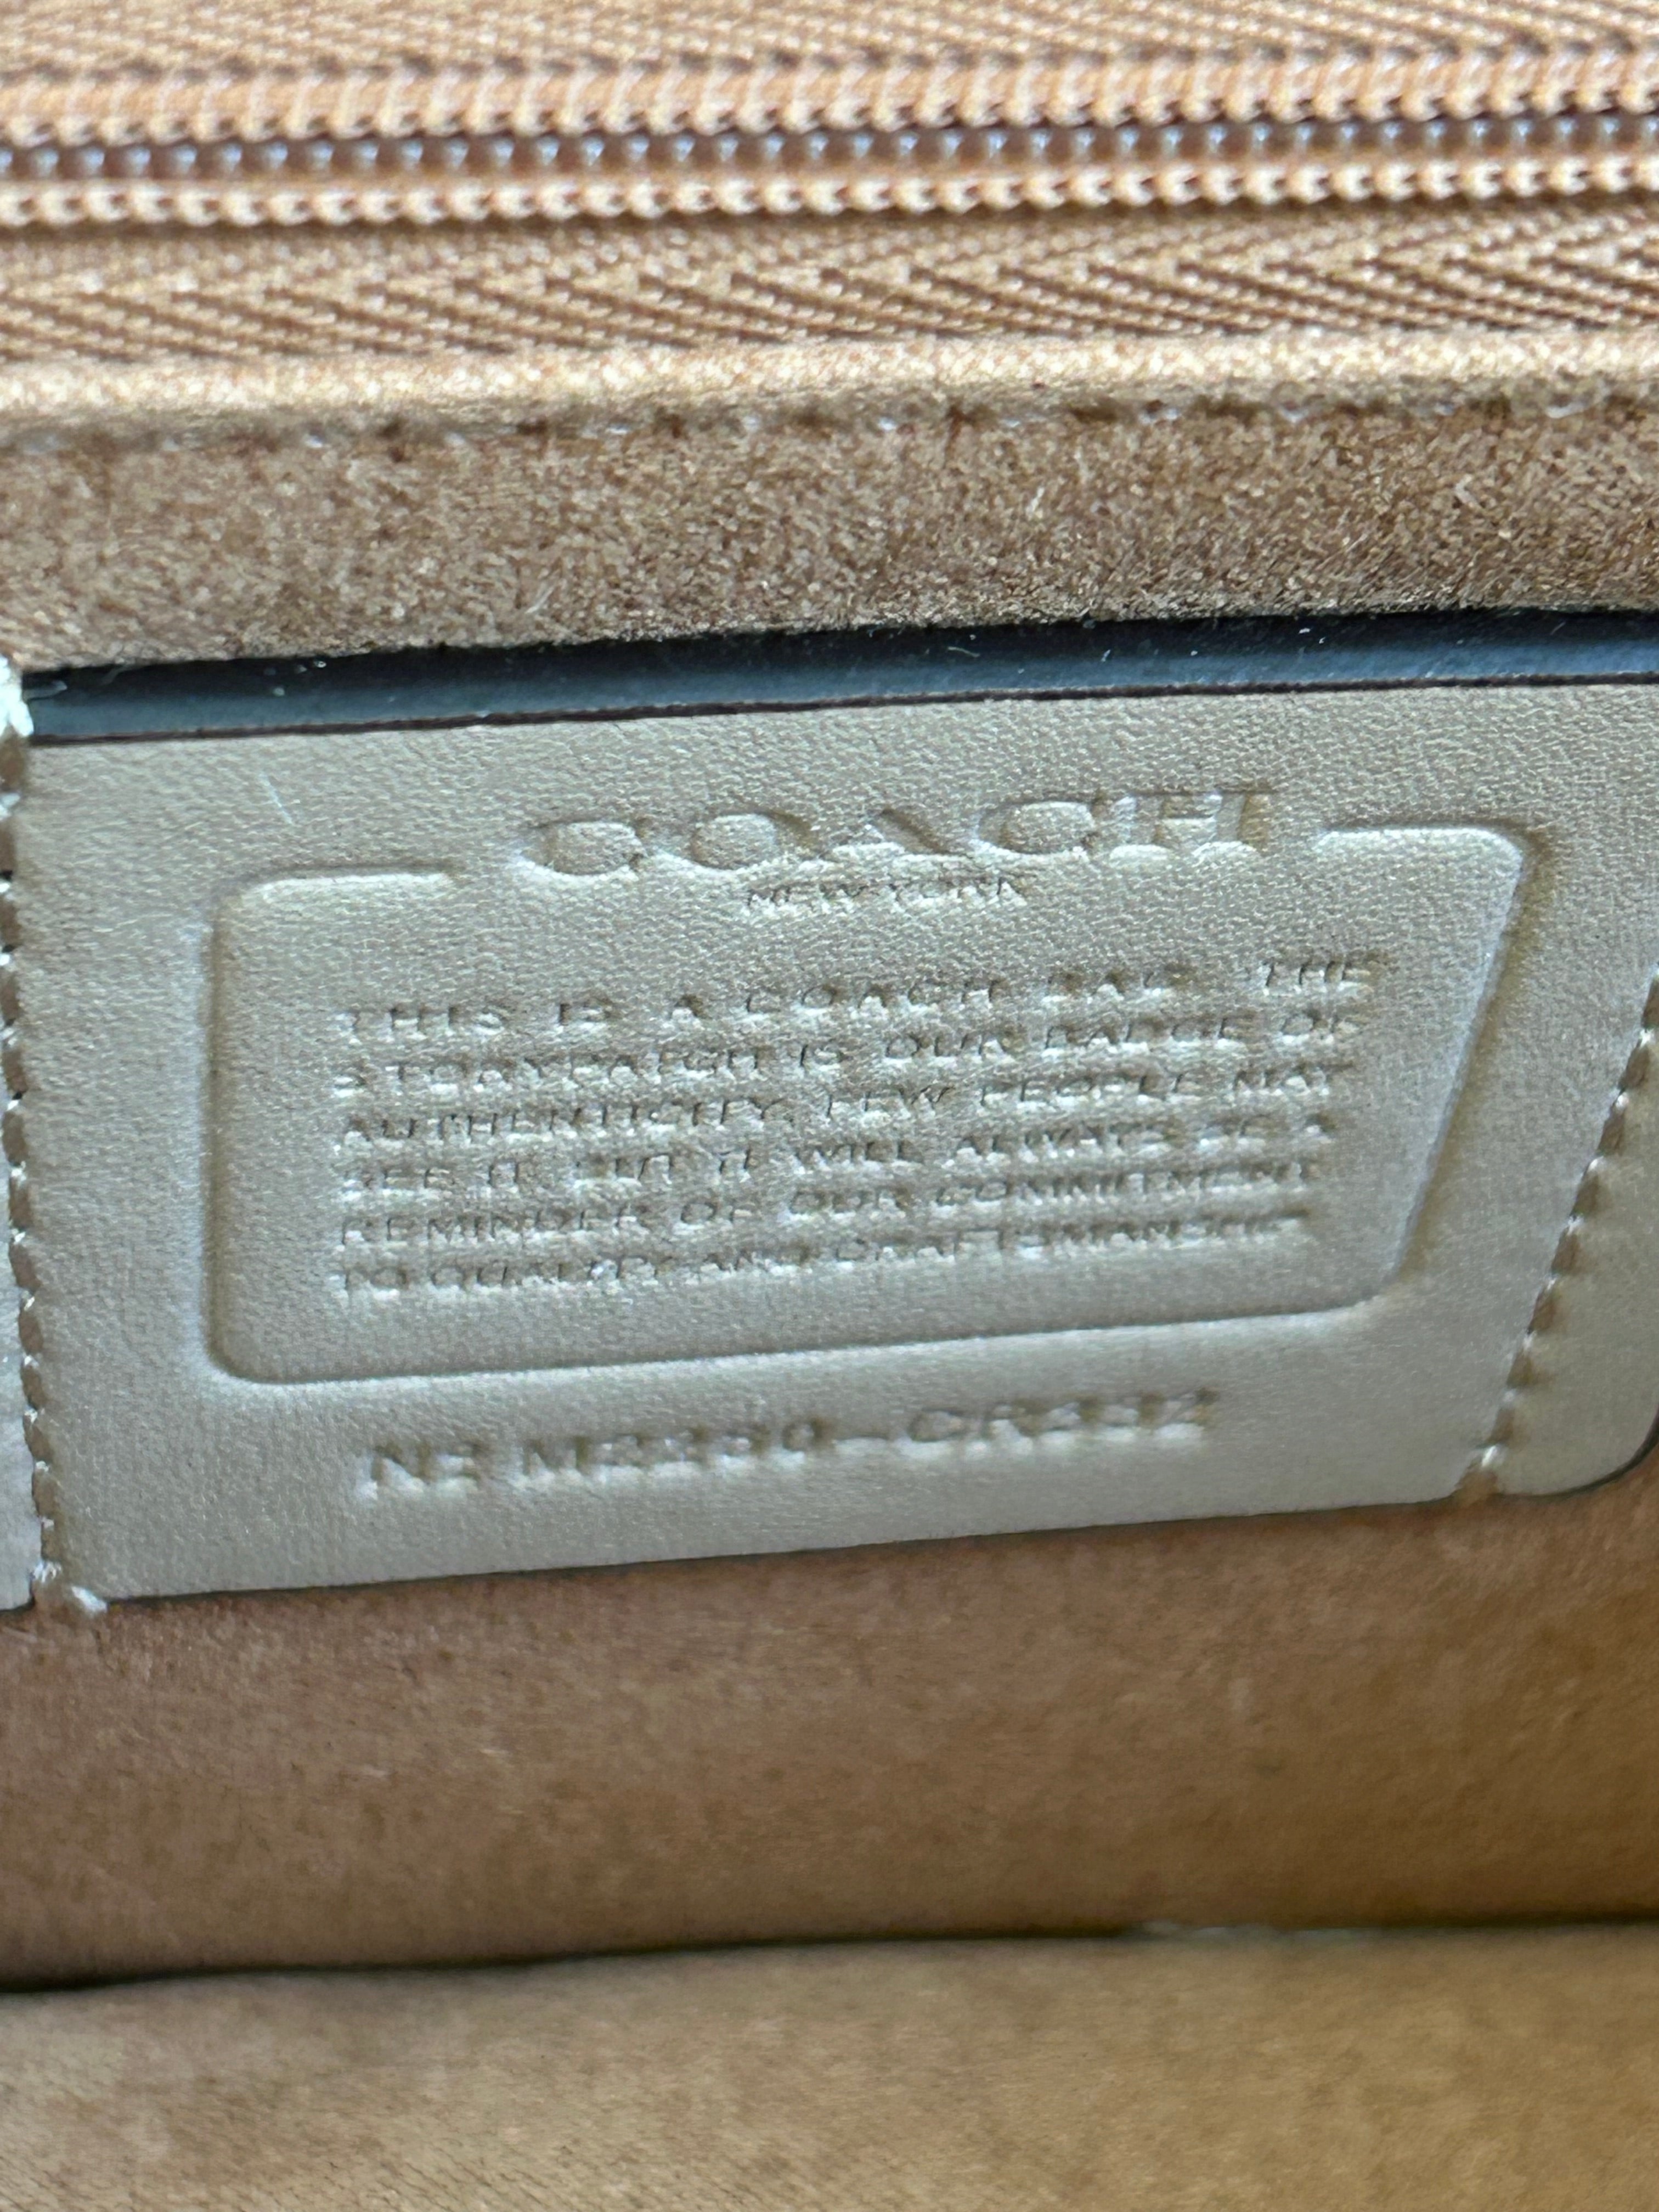 COACH
NEW YORK
THIS IS A COACH BAG. THE
STORYPATCH IS OUR BADGE OF
AUTHENTICITY. FEW PEOPLE MAY
SEE IT, BUT IT WILL ALWAYS BE A
REMINDER OF OUR COMMITMENT
TO QUALITY AND CRAFTSMANSHIP.
Nº